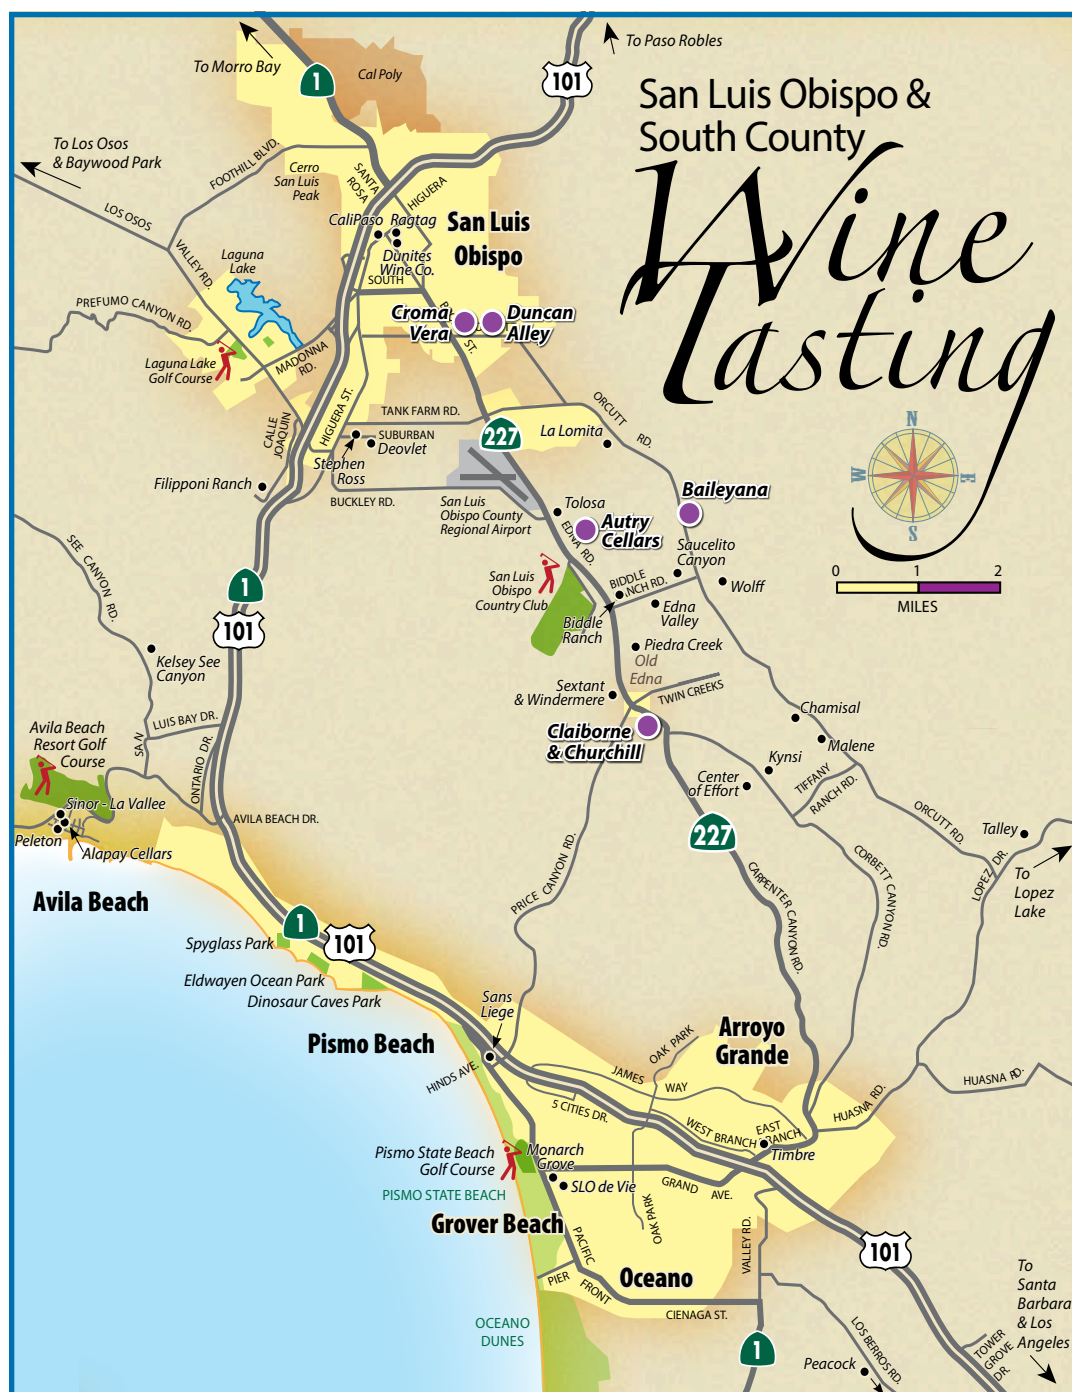 San Luis Obispo &
South County
Wine
Tasting
N
W
E
S
0 1 2
MILES
To Morro Bay
1
Cal Poly
101
To Paso Robles
To Los Osos
& Baywood Park
FOOTHILL BLVD.
Cerro
San Luis
Peak
SANTA
ROSA
HIGUERA
LOS OSOS
VALLEY RD.
CaliPaso
Ragtag
San Luis
Obispo
Dunites
Wine Co.
SOUTH
Laguna
Lake
PREFUMO CANYON RD.
Croma
Vera
Duncan
Alley
ST.
Laguna Lake
Golf Course
MADONNA
RD.
HIGUERA ST.
TANK FARM RD.
ORCUTT
RD.
CALLE
JOAQUIN
SUBURBAN
Deovlet
Stephen
Ross
227
La Lomita
Filipponi Ranch
BUCKLEY RD.
San Luis
Obispo County
Regional Airport
Tolosa
Baileyana
EDNA RD.
Autry
Cellars
Saucelito
Canyon
SEE CANYON RD.
San Luis
Obispo
Country Club
BIDDLE
NCH RD.
Wolff
1
101
Biddle
Ranch
Edna
Valley
Piedra Creek
Old
Edna
Kelsey See
Canyon
Sextant
& Windermere
TWIN CREEKS
Chamisal
SAN
LUIS BAY DR.
Avila Beach
Resort Golf
Course
ONTARIO DR.
Claiborne
& Churchill
Malene
Kynsi
Center
of Effort
TIFFANY
RANCH RD.
Sinor - La Vallee
AVILA BEACH DR.
Peleton
Alapay Cellars
227
ORCUTT RD.
Talley
To
Lopez
Lake
LOPEZ DR.
PRICE CANYON RD.
CARPENTER CANYON RD.
CORBETT CANYON RD.
Avila Beach
1
101
Spyglass Park
Eldwayen Ocean Park
Dinosaur Caves Park
Sans
Liege
Pismo Beach
Arroyo
Grande
OAK PARK
HINDS AVE.
JAMES
WAY
5 CITIES DR.
HUASNA RD.
HUASNA RD.
WEST BRANCH
EAST
BRANCH
Timbre
Pismo State Beach
Golf Course
Monarch
Grove
SLO de Vie
PISMO STATE BEACH
GRAND
AVE.
OAK PARK
Grover Beach
PACIFIC
VALLEY RD.
101
PIER
FRONT
Oceano
CIENAGA ST.
To
Santa
Barbara
& Los
Angeles
OCEANO
DUNES
1
LOS BERROS RD.
TOWER
GROVE
DR.
Peacock